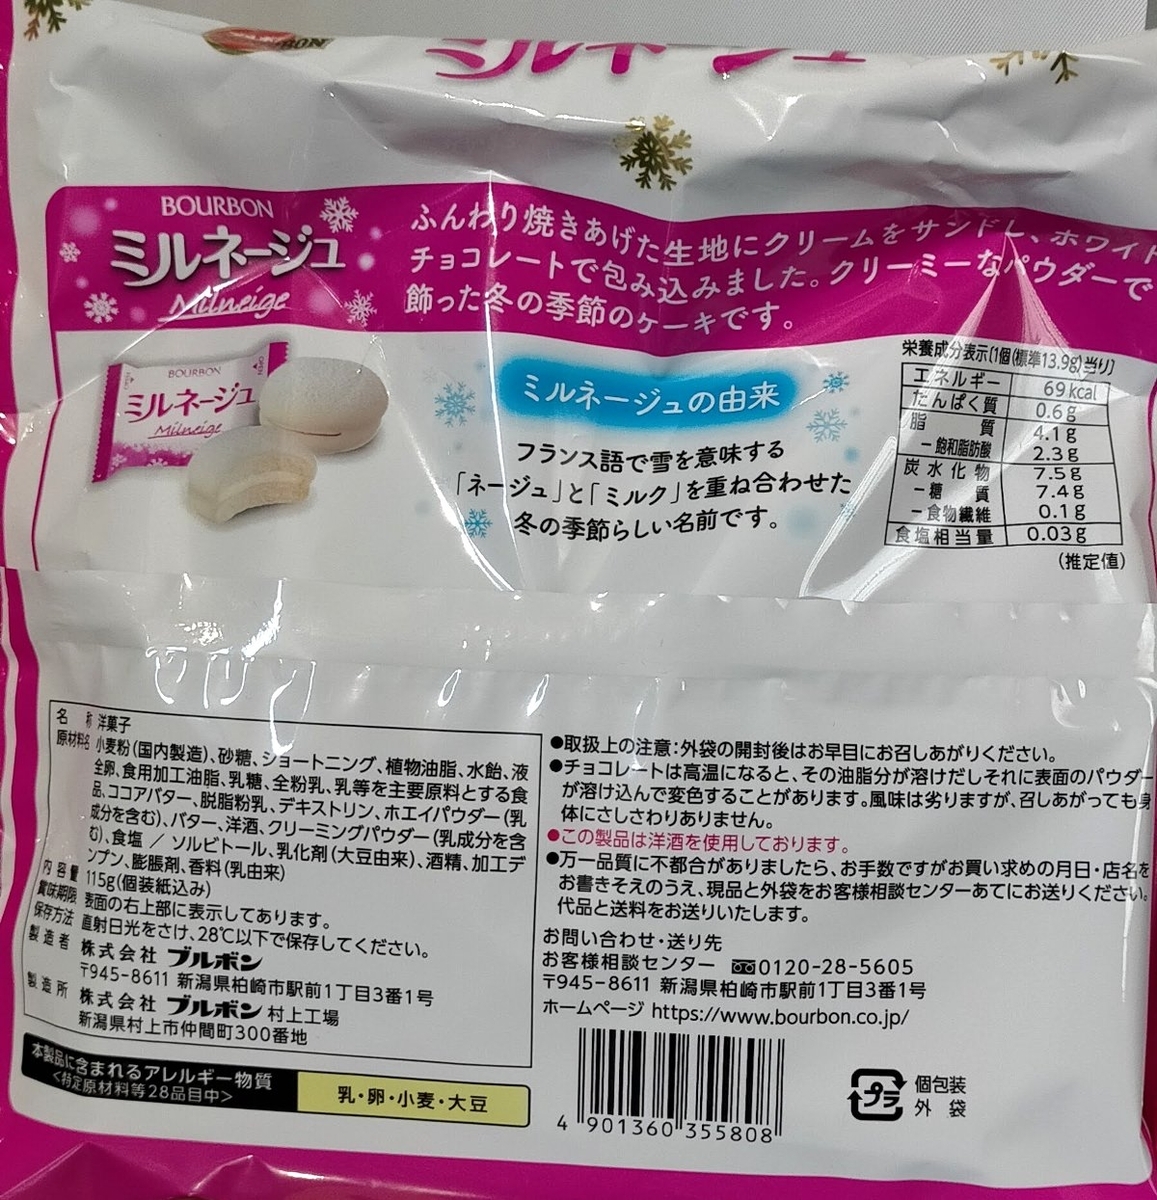 BOURBON
ミルネージュ
BOURBON
ミルネージュ
Milneige
ふんわり焼きあげた生地にクリームをサンドし、ホワイト
チョコレートで包み込みました。クリーミーなパウダーで
飾った冬の季節のケーキです。
BOURBON
ミルネージュ
Milneige
OPEN
ミルネージュの由来
フランス語で雪を意味する
「ネージュ」と「ミルク」を重ね合わせた
冬の季節らしい名前です。
栄養成分表示〔1個(標準13.9g)当り〕
エネルギー 69kcal
たんぱく質 0.6g
脂質 4.1g
－飽和脂肪酸 2.3g
炭水化物 7.5g
－糖質 7.4g
－食物繊維 0.1g
食塩相当量 0.03g
(推定値)
名称 洋菓子
原材料名 小麦粉(国内製造)、砂糖、ショートニング、植物油脂、水飴、液
全卵、食用加工油脂、乳糖、全粉乳、乳等を主要原料とする食
品、ココアバター、脱脂粉乳、デキストリン、ホエイパウダー(乳
成分を含む)、バター、洋酒、クリーミングパウダー(乳成分を含
む)、食塩 ／ ソルビトール、乳化剤(大豆由来)、酒精、加工デ
ンプン、膨脹剤、香料(乳由来)
内容量 115g(個装紙込み)
賞味期限 表面の右上部に表示してあります。
保存方法 直射日光をさけ、28℃以下で保存してください。
製造者 株式会社 ブルボン
〒945-8611 新潟県柏崎市駅前1丁目3番1号
製造所 株式会社 ブルボン 村上工場
新潟県村上市仲間町300番地
本製品に含まれるアレルギー物質
<特定原材料等28品目中>
乳・卵・小麦・大豆
●取扱上の注意：外袋の開封後はお早目にお召しあがりください。
●チョコレートは高温になると、その油脂分が溶けだしそれに表面のパウダー
が溶け込んで変色することがあります。風味は劣りますが、召しあがっても身
体にさしさわりありません。
●この製品は洋酒を使用しております。
●万一品質に不都合がありましたら、お手数ですがお買い求めの月日・店名を
お書きそえのうえ、現品と外袋をお客様相談センターあてにお送りください。
代品と送料をお送りいたします。
お問い合わせ・送り先
お客様相談センター 0120-28-5605
〒945-8611 新潟県柏崎市駅前1丁目3番1号
ホームページ https://www.bourbon.co.jp/
4 901360 355808
プラ
個包装
外袋